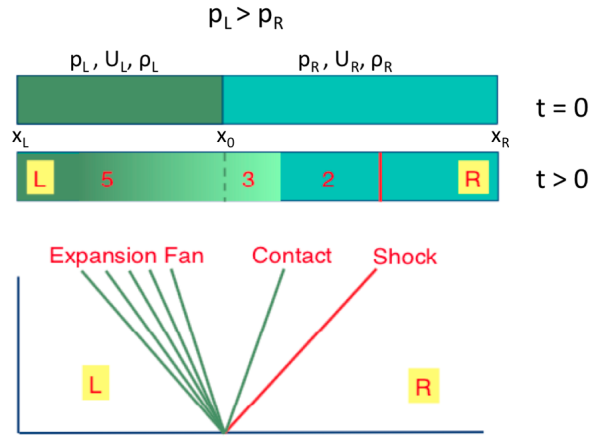 p_L > p_R
p_L , U_L, ρ_L p_R, U_R, ρ_R
t = 0
x_L x_0 x_R
L 5 3 2 R t > 0
Expansion Fan Contact Shock
L R